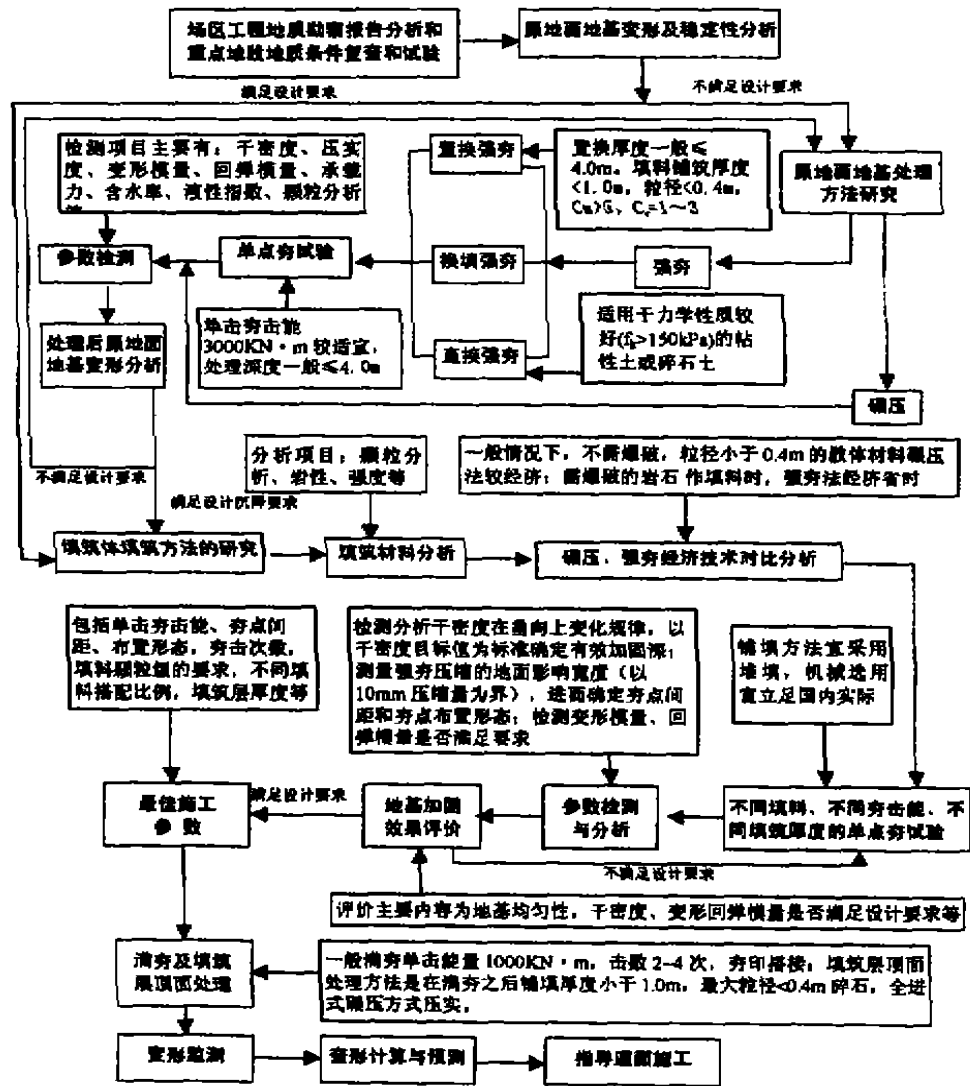 场区工程地质勘察报告分析和
重点地段地质条件复查和试验
原地面地基变形及稳定性分析
满足设计要求
不满足设计要求
检测项目主要有：干密度、压实
度、变形模量、回弹模量、承载
力、含水率、液性指数、颗粒分析
等
置换强夯
置换厚度一般≤
4.0m。填料铺筑厚度
<1.0m，粒径<0.4m，
原地面地基处理
方法研究
参数检测
单点夯试验
换填强夯
强夯
处理后原地面
地基变形分析
单击夯击能
3000KN·m较适宜，
处理深度一般≤4.0m
直接强夯
适用于力学性质较
好(fk>150kPa)的粘
性土或碎石土
碾压
不满足设计要求
满足设计沉降要求
分析项目：颗粒分
析、岩性、强度等
一般情况下，不需爆破，粒径小于0.4m的散体材料碾压
法较经济；需爆破的岩石 作填料时，强夯法经济省时
填筑体填筑方法的研究
填筑材料分析
碾压、强夯经济技术对比分析
包括单击夯击能、夯点间
距、布置形态，夯击次数，
填料颗粒组的要求，不同填
料搭配比例，填筑层厚度等
检测分析干密度在垂向上变化规律，以
干密度目标值为标准确定有效加固深；
测量强夯压缩的地面影响宽度（以
10mm压缩量为界），进而确定夯点间
距和夯点布置形态；检测变形模量、回
弹模量是否满足要求
铺填方法宜采用
堆填，机械选用
宜立足国内实际
最佳施工
参数
满足设计要求
地基加固
效果评价
参数检测
与分析
不同填料、不同夯击能、不
同填筑厚度的单点夯试验
不满足设计要求
评价主要内容为地基均匀性，干密度、变形回弹模量是否满足设计要求等
满夯及填筑
层顶面处理
一般满夯单击能量1000KN·m，击数2-4次，夯印搭接；填筑层顶面
处理方法是在满夯之后铺填厚度小于1.0m，最大粒径<0.4m碎石，全进
式碾压方式压实。
变形监测
变形计算与预测
指导道面施工